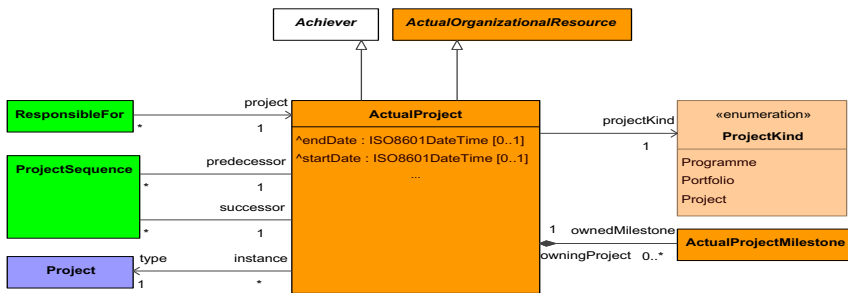 Achiever
ActualOrganizationalResource
ResponsibleFor
project
*
1
ActualProject
^endDate : ISO8601DateTime [0..1]
^startDate : ISO8601DateTime [0..1]
...
projectKind
1
«enumeration»
ProjectKind
Programme
Portfolio
Project
ProjectSequence
predecessor
*
1
successor
*
1
1
ownedMilestone
owningProject
0..*
ActualProjectMilestone
Project
type
instance
1
*